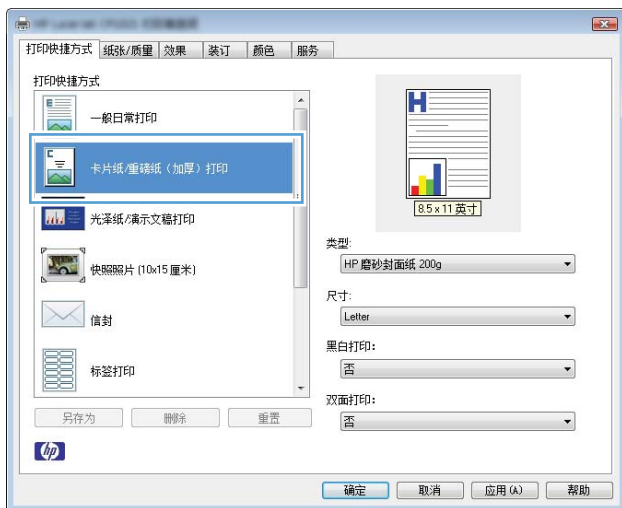 打印快捷方式 纸张/质量 效果 装订 颜色 服务
打印快捷方式
一般日常打印
卡片纸/重磅纸（加厚）打印
光泽纸/演示文稿打印
快照照片 (10x15 厘米)
信封
标签打印
另存为 删除 重置
8.5 x 11 英寸
类型:
HP 磨砂封面纸 200g
尺寸:
Letter
黑白打印:
否
双面打印:
否
hp
确定 取消 应用 (A) 帮助